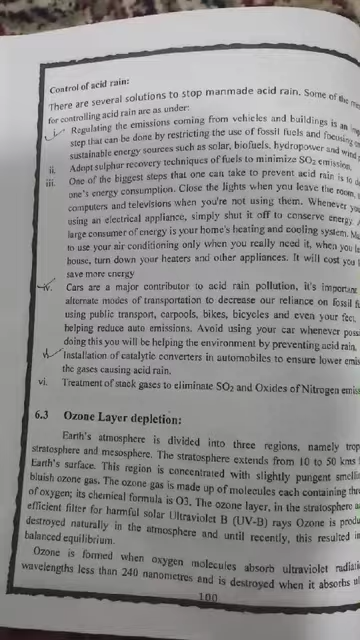 Control of acid rain:
There are several solutions to stop manmade acid rain. Some of the
for controlling acid rain are as under:
i. Regulating the emissions coming from vehicles and buildings is an
step that can be done by restricting the use of fossil fuels and focusing on
sustainable energy sources such as solar, biofuels, hydropower and wind
ii. Adopt sulphur recovery techniques of fuels to minimize SO2 emission.
iii. One of the biggest steps that one can take to prevent acid rain is to
one's energy consumption. Close the lights when you leave the room,
computers and televisions when you're not using them. Whenever you
using an electrical appliance, simply shut it off to conserve energy.
large consumer of energy is your home's heating and cooling system.
to use your air conditioning only when you really need it, when you
house, turn down your heaters and other appliances. It will cost you
save more energy
iv. Cars are a major contributor to acid rain pollution, it's important
alternate modes of transportation to decrease our reliance on fossil
using public transport, carpools, bikes, bicycles and even your feet,
helping reduce auto emissions. Avoid using your car whenever
doing this you will be helping the environment by preventing acid rain.
v. Installation of catalytic converters in automobiles to ensure lower
the gases causing acid rain.
vi. Treatment of stack gases to eliminate SO2 and Oxides of Nitrogen
6.3 Ozone Layer depletion:
Earth's atmosphere is divided into three regions, namely
stratosphere and mesosphere. The stratosphere extends from 10 to 50 kms
Earth's surface. This region is concentrated with slightly pungent
bluish ozone gas. The ozone gas is made up of molecules each containing
of oxygen; its chemical formula is O3. The ozone layer, in the stratosphere
efficient filter for harmful solar Ultraviolet B (UV-B) rays Ozone is
destroyed naturally in the atmosphere and until recently, this resulted in
balanced equilibrium.
Ozone is formed when oxygen molecules absorb ultraviolet
wavelengths less than 240 nanometres and is destroyed when it absorbs
100